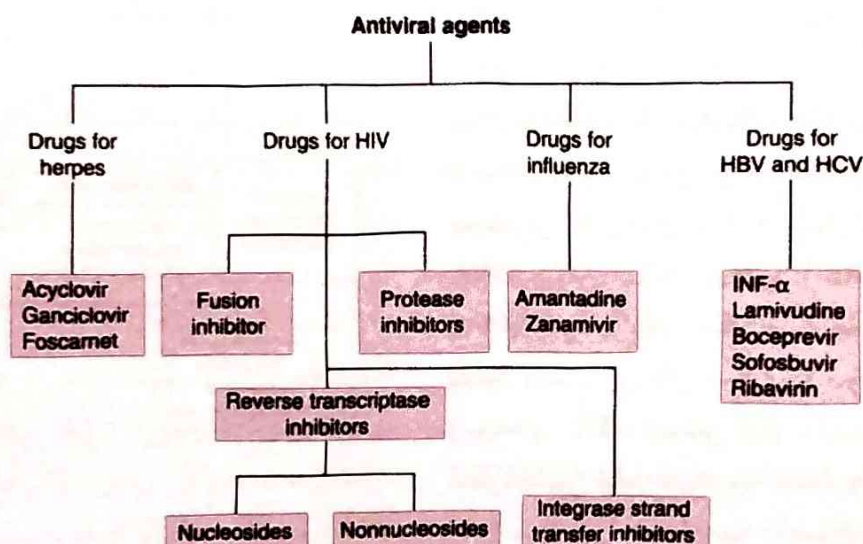 Antiviral agents
Drugs for
herpes
Drugs for HIV
Drugs for
influenza
Drugs for
HBV and HCV
Acyclovir
Ganciclovir
Foscarnet
Fusion
inhibitor
Protease
inhibitors
Amantadine
Zanamivir
INF-α
Lamivudine
Boceprevir
Sofosbuvir
Ribavirin
Reverse transcriptase
inhibitors
Nucleosides
Nonnucleosides
Integrase strand
transfer inhibitors